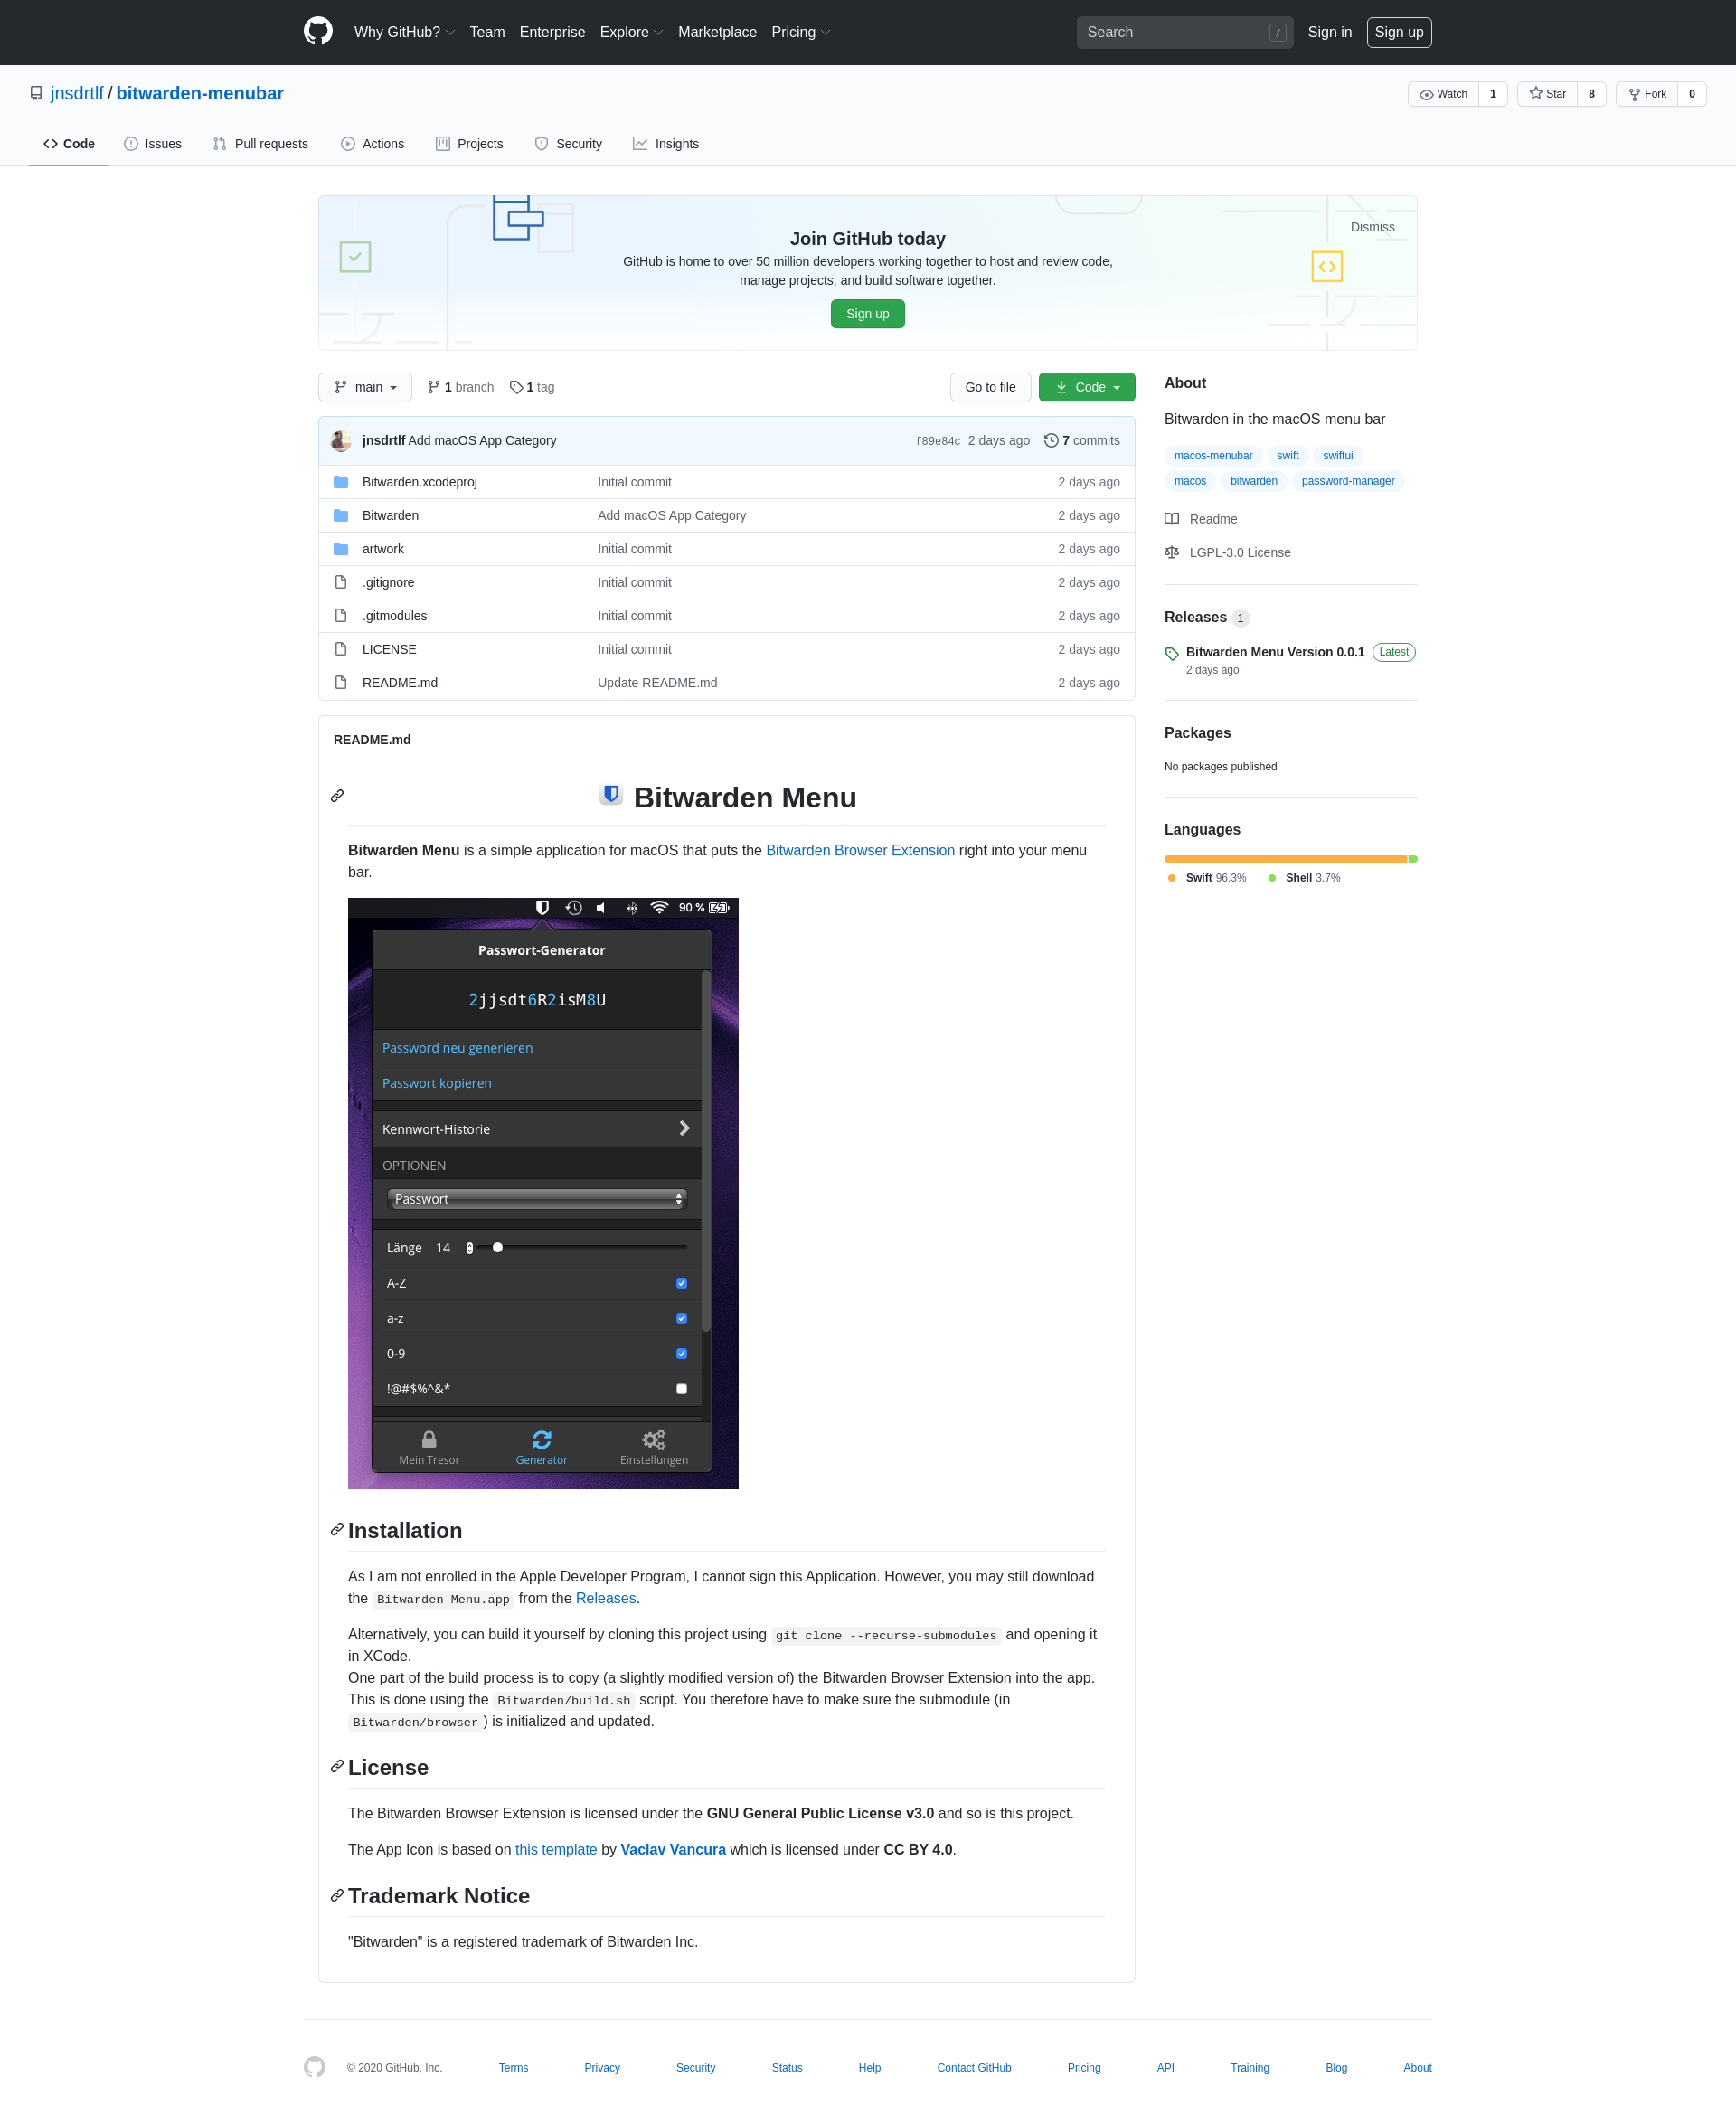 Why GitHub? Team Enterprise Explore Marketplace Pricing Search / Sign in Sign up
jnsdrtlf / bitwarden-menubar Watch 1 Star 8 Fork 0
Code Issues Pull requests Actions Projects Security Insights
Dismiss
Join GitHub today
GitHub is home to over 50 million developers working together to host and review code,
manage projects, and build software together.
Sign up
main 1 branch 1 tag Go to file Code
jnsdrtlf Add macOS App Category f89e84c 2 days ago 7 commits
Bitwarden.xcodeproj Initial commit 2 days ago
Bitwarden Add macOS App Category 2 days ago
artwork Initial commit 2 days ago
.gitignore Initial commit 2 days ago
.gitmodules Initial commit 2 days ago
LICENSE Initial commit 2 days ago
README.md Update README.md 2 days ago
README.md
Bitwarden Menu
Bitwarden Menu is a simple application for macOS that puts the Bitwarden Browser Extension right into your menu
bar.
90 %
Passwort-Generator
2jjsdt6R2isM8U
Password neu generieren
Passwort kopieren
Kennwort-Historie
OPTIONEN
Passwort
Länge 14
A-Z
a-z
0-9
!@#$%^&*
Mein Tresor Generator Einstellungen
Installation
As I am not enrolled in the Apple Developer Program, I cannot sign this Application. However, you may still download
the Bitwarden Menu.app from the Releases.
Alternatively, you can build it yourself by cloning this project using git clone --recurse-submodules and opening it
in XCode.
One part of the build process is to copy (a slightly modified version of) the Bitwarden Browser Extension into the app.
This is done using the Bitwarden/build.sh script. You therefore have to make sure the submodule (in
Bitwarden/browser ) is initialized and updated.
License
The Bitwarden Browser Extension is licensed under the GNU General Public License v3.0 and so is this project.
The App Icon is based on this template by Vaclav Vancura which is licensed under CC BY 4.0.
Trademark Notice
"Bitwarden" is a registered trademark of Bitwarden Inc.
About
Bitwarden in the macOS menu bar
macos-menubar swift swiftui
macos bitwarden password-manager
Readme
LGPL-3.0 License
Releases 1
Bitwarden Menu Version 0.0.1 Latest
2 days ago
Packages
No packages published
Languages
Swift 96.3% Shell 3.7%
© 2020 GitHub, Inc. Terms Privacy Security Status Help Contact GitHub Pricing API Training Blog About